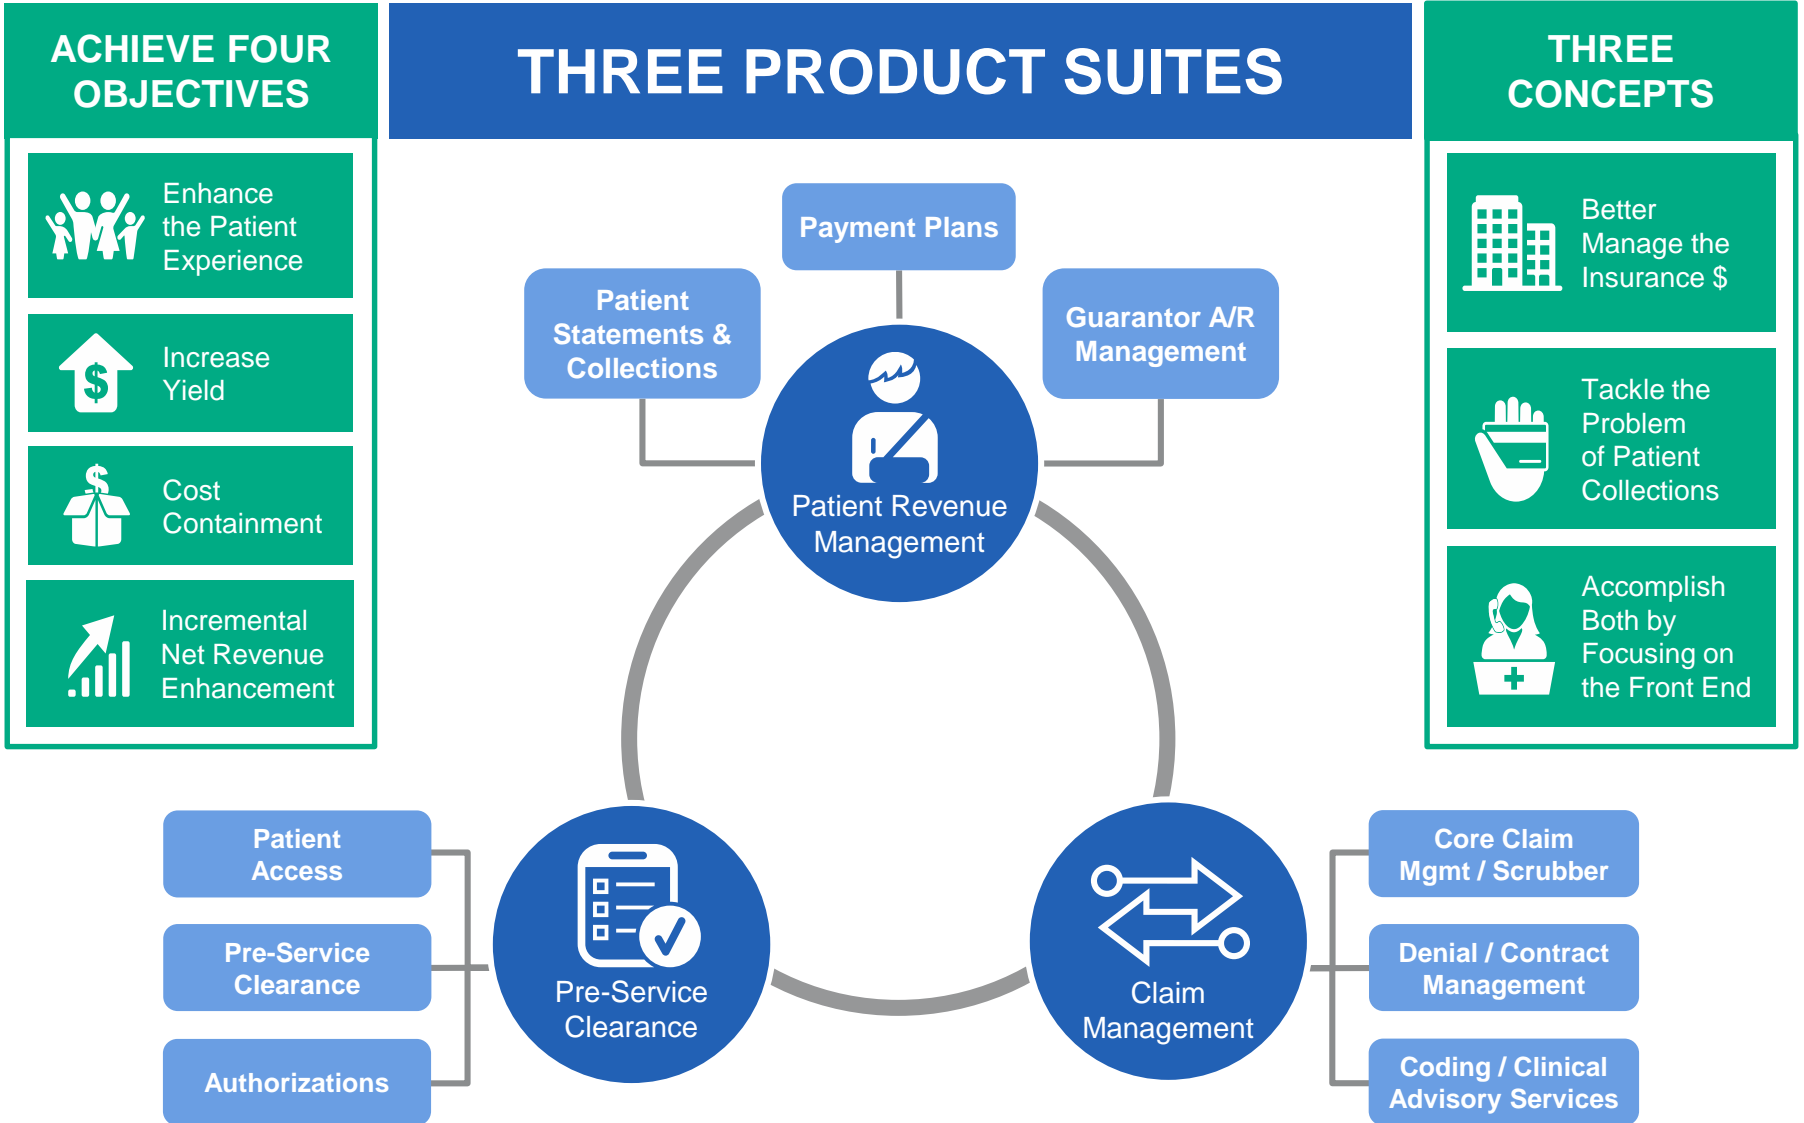 ACHIEVE FOUR
OBJECTIVES
Enhance
the Patient
Experience
$
Increase
Yield
$
Cost
Containment
Incremental
Net Revenue
Enhancement
THREE PRODUCT SUITES
Payment Plans
Patient
Statements &
Collections
Guarantor A/R
Management
Patient Revenue
Management
Patient
Access
Pre-Service
Clearance
Authorizations
Pre-Service
Clearance
Claim
Management
Core Claim
Mgmt / Scrubber
Denial / Contract
Management
Coding / Clinical
Advisory Services
THREE
CONCEPTS
Better
Manage the
Insurance $
Tackle the
Problem
of Patient
Collections
Accomplish
Both by
Focusing on
the Front End